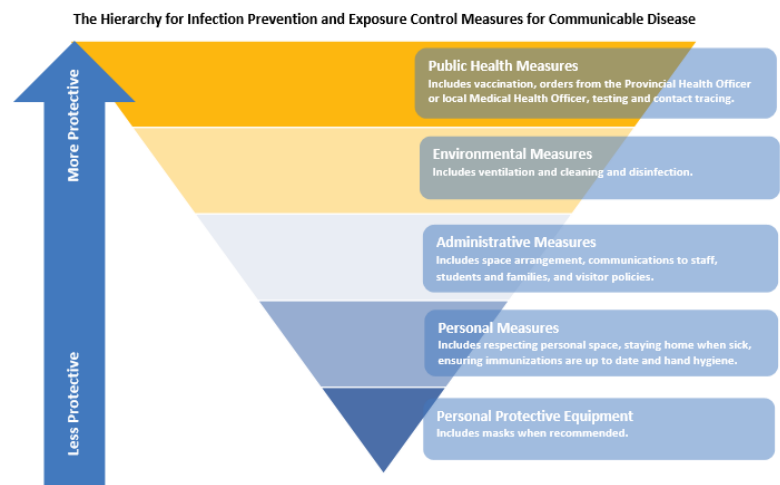 The Hierarchy for Infection Prevention and Exposure Control Measures for Communicable Disease
More Protective
Less Protective
Public Health Measures
Includes vaccination, orders from the Provincial Health Officer
or local Medical Health Officer, testing and contact tracing.
Environmental Measures
Includes ventilation and cleaning and disinfection.
Administrative Measures
Includes space arrangement, communications to staff,
students and families, and visitor policies.
Personal Measures
Includes respecting personal space, staying home when sick,
ensuring immunizations are up to date and hand hygiene.
Personal Protective Equipment
Includes masks when recommended.